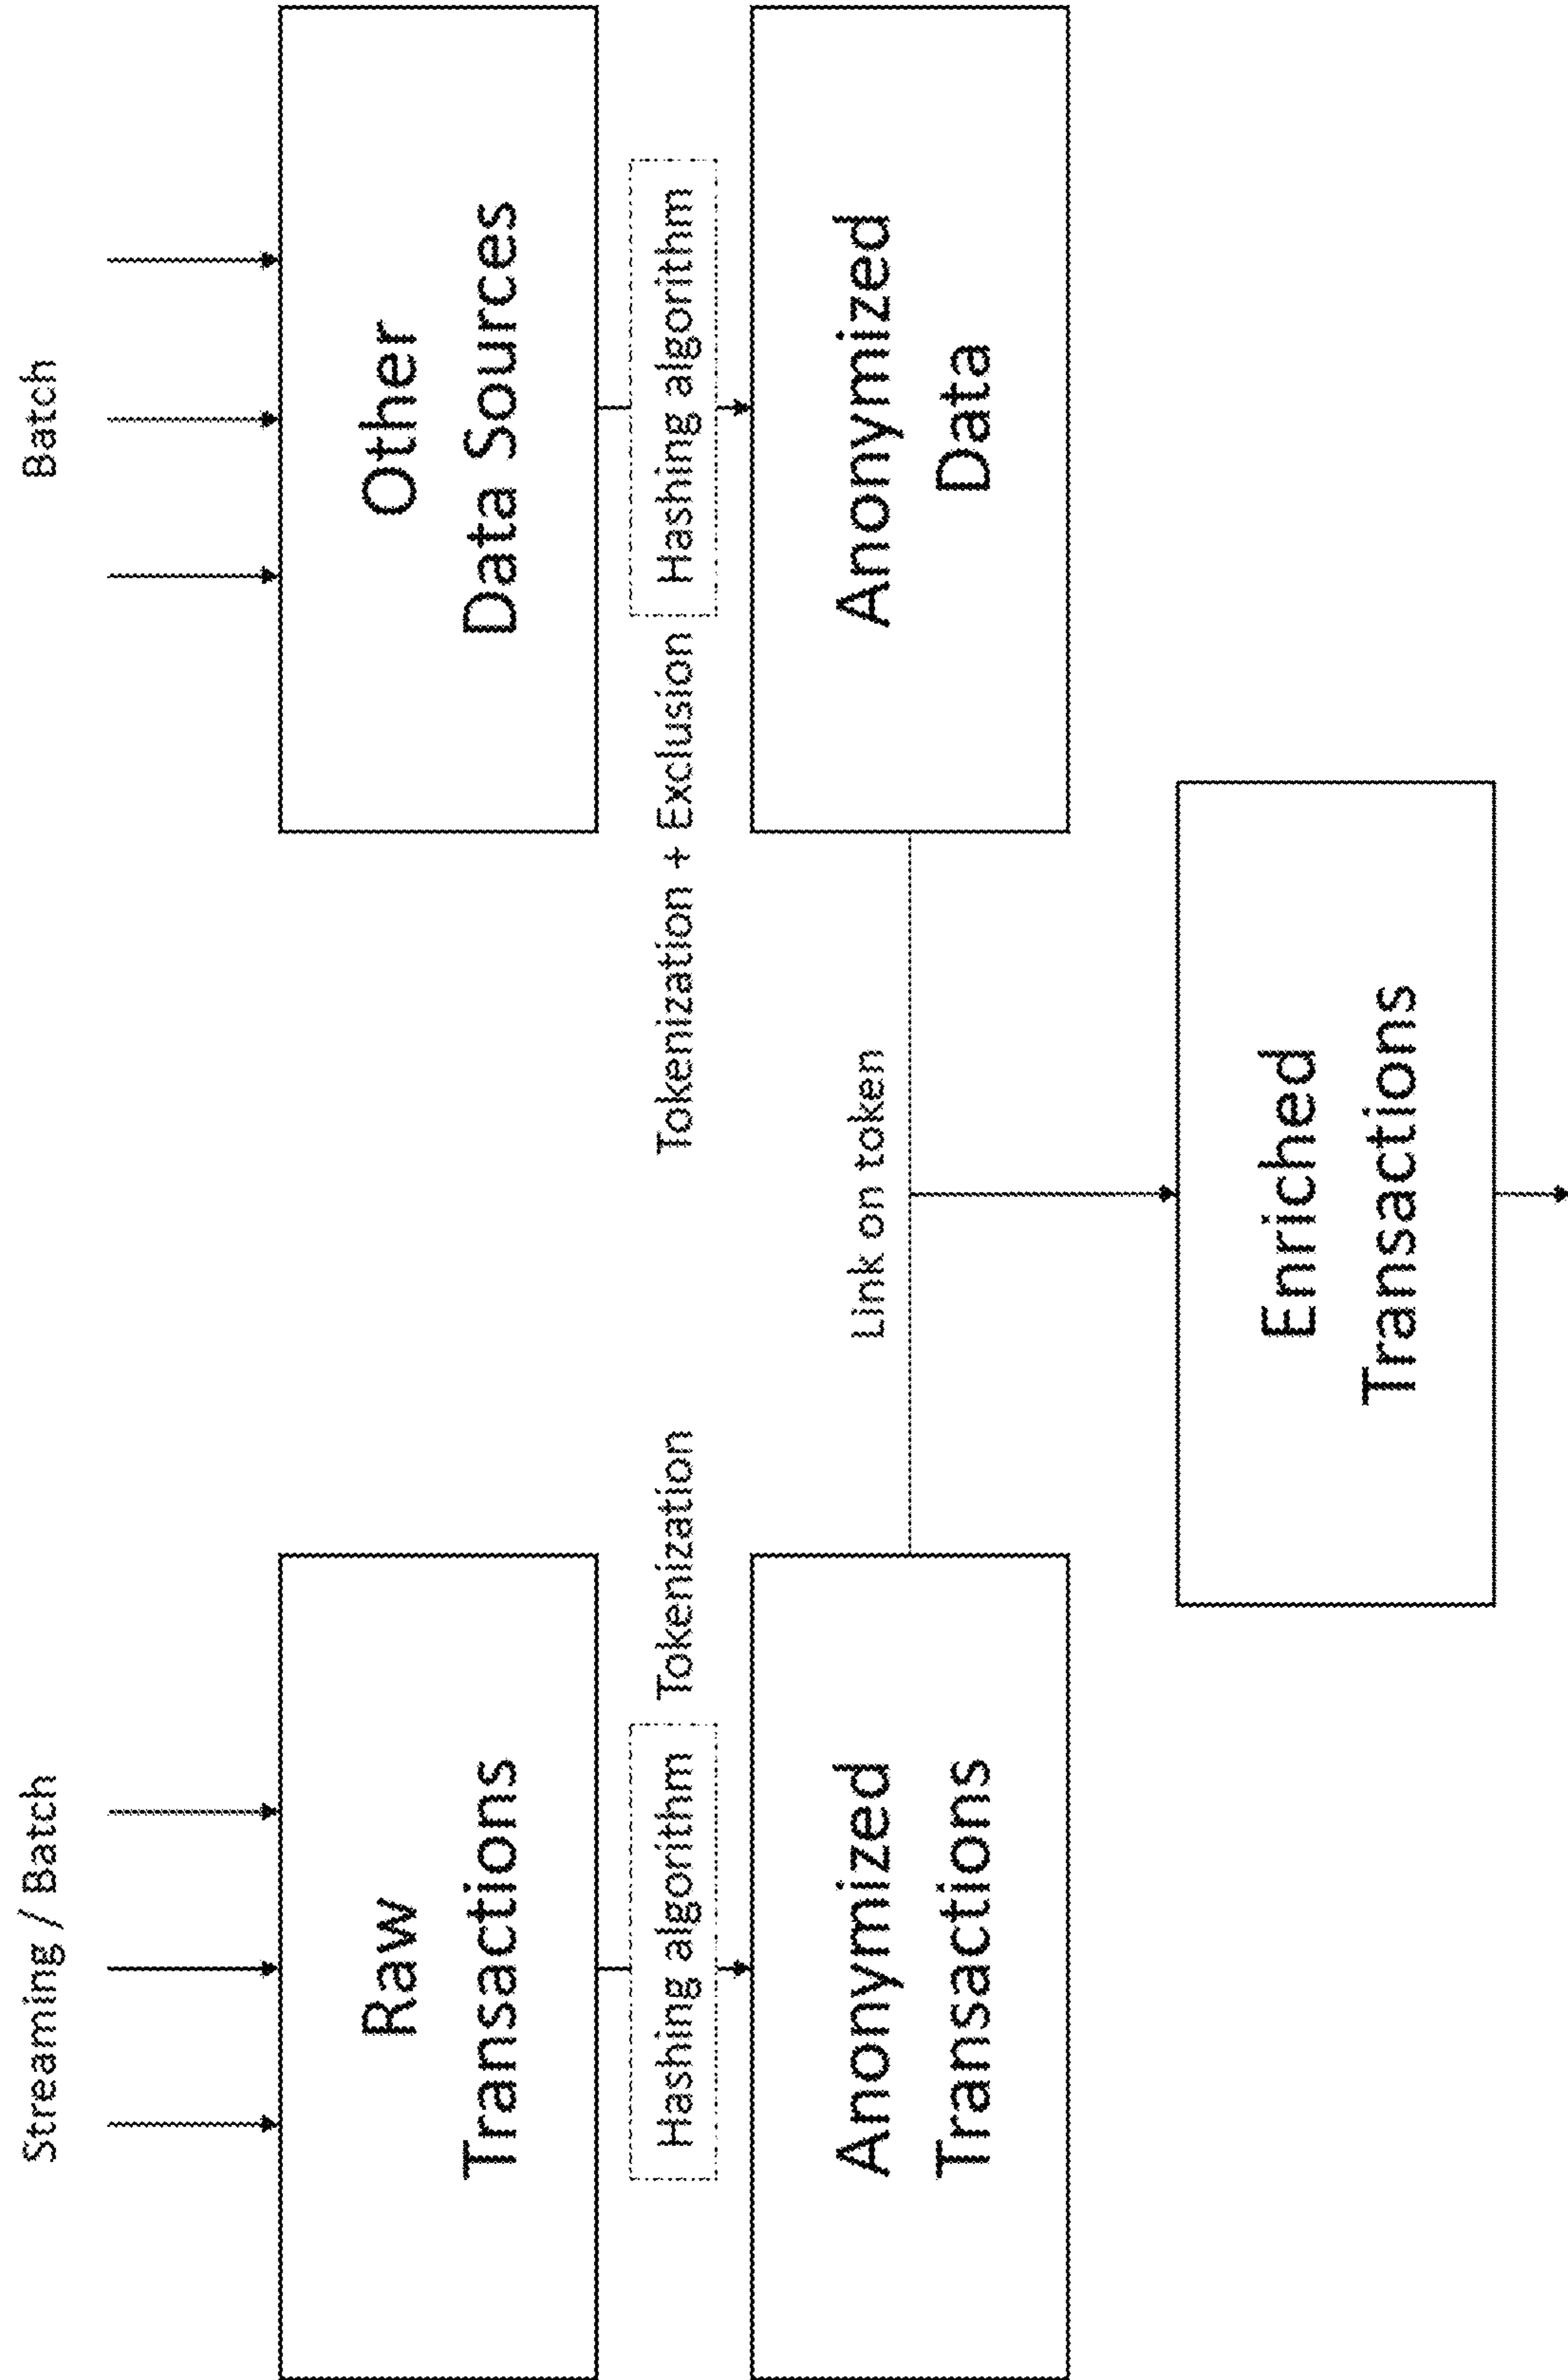 Streaming / Batch
Batch
Raw
Transactions
Other
Data Sources
Hashing algorithm
Tokenization
Tokenization + Exclusion
Hashing algorithm
Anonymized
Transactions
Link on token
Anonymized
Data
Enriched
Transactions